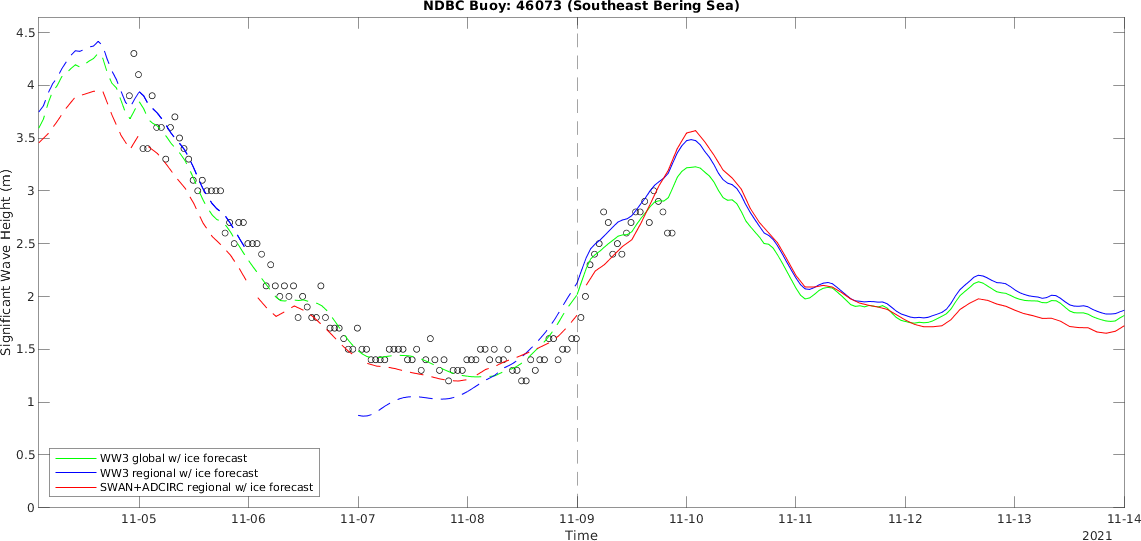 NDBC Buoy: 46073 (Southeast Bering Sea)
Significant Wave Height (m)
4.5
4
3.5
3
2.5
2
1.5
1
0.5
0
WW3 global w/ ice forecast
WW3 regional w/ ice forecast
SWAN+ADCIRC regional w/ ice forecast
11-05 11-06 11-07 11-08 11-09 11-10 11-11 11-12 11-13 11-14
Time
2021